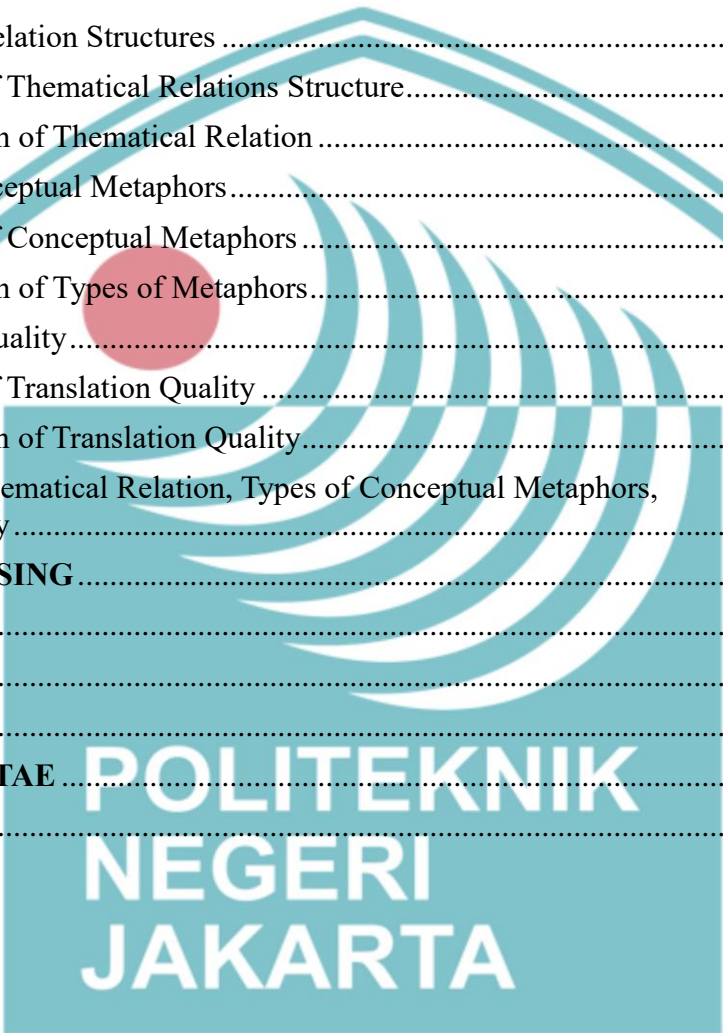 elation Structures ................................................................
f Thematical Relations Structure................................................
n of Thematical Relation ........................................................
ceptual Metaphors................................................................
f Conceptual Metaphors ..........................................................
n of Types of Metaphors..........................................................
uality...........................................................................
f Translation Quality ...........................................................
n of Translation Quality.........................................................
ematical Relation, Types of Conceptual Metaphors,
y ...............................................................................
SING.............................................................................
.................................................................................
.................................................................................
.................................................................................
TAE ..............................................................................
.................................................................................
POLITEKNIK
NEGERI
JAKARTA